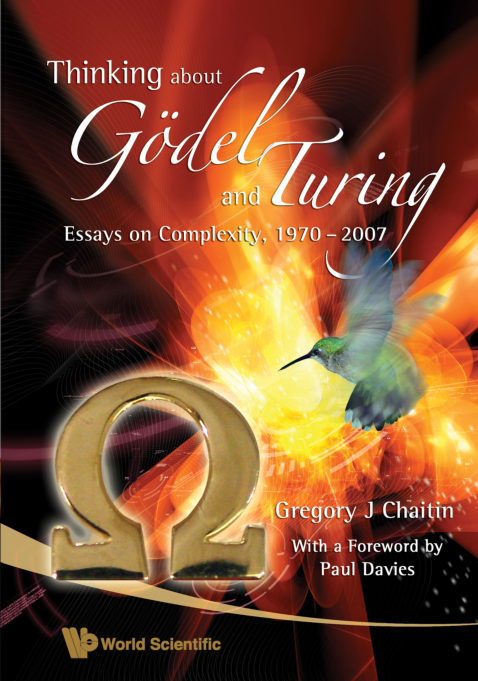 Thinking about
Gödel
and Turing
Essays on Complexity, 1970 – 2007
Ω
Gregory J Chaitin
With a Foreword by
Paul Davies
World Scientific